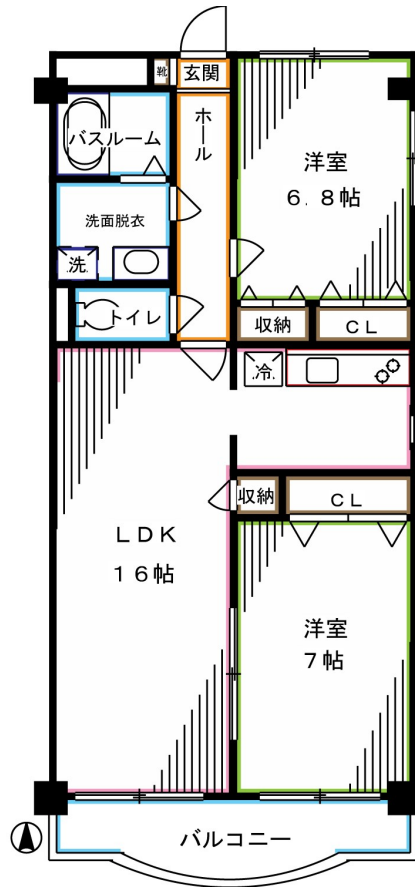 靴
玄関
バスルーム
ホール
洋室
6.8帖
洗面脱衣
洗
トイレ
収納
CL
冷
収納
CL
LDK
16帖
洋室
7帖
バルコニー